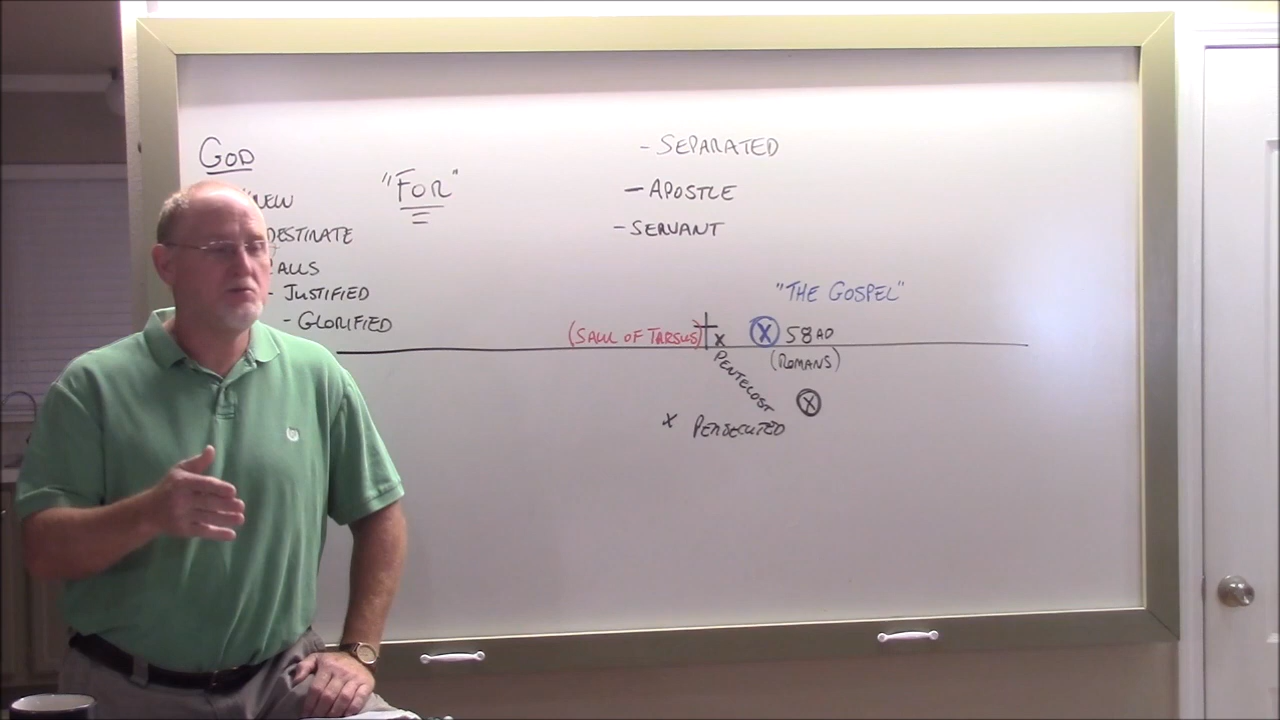 God
"FOR"
- JUSTIFIED
- GLORIFIED
- SEPARATED
- APOSTLE
- SERVANT
"THE GOSPEL"
(SAUL OF TARSUS) x X 58 AD
(ROMANS)
PENTECOST
X
x PERSECUTED